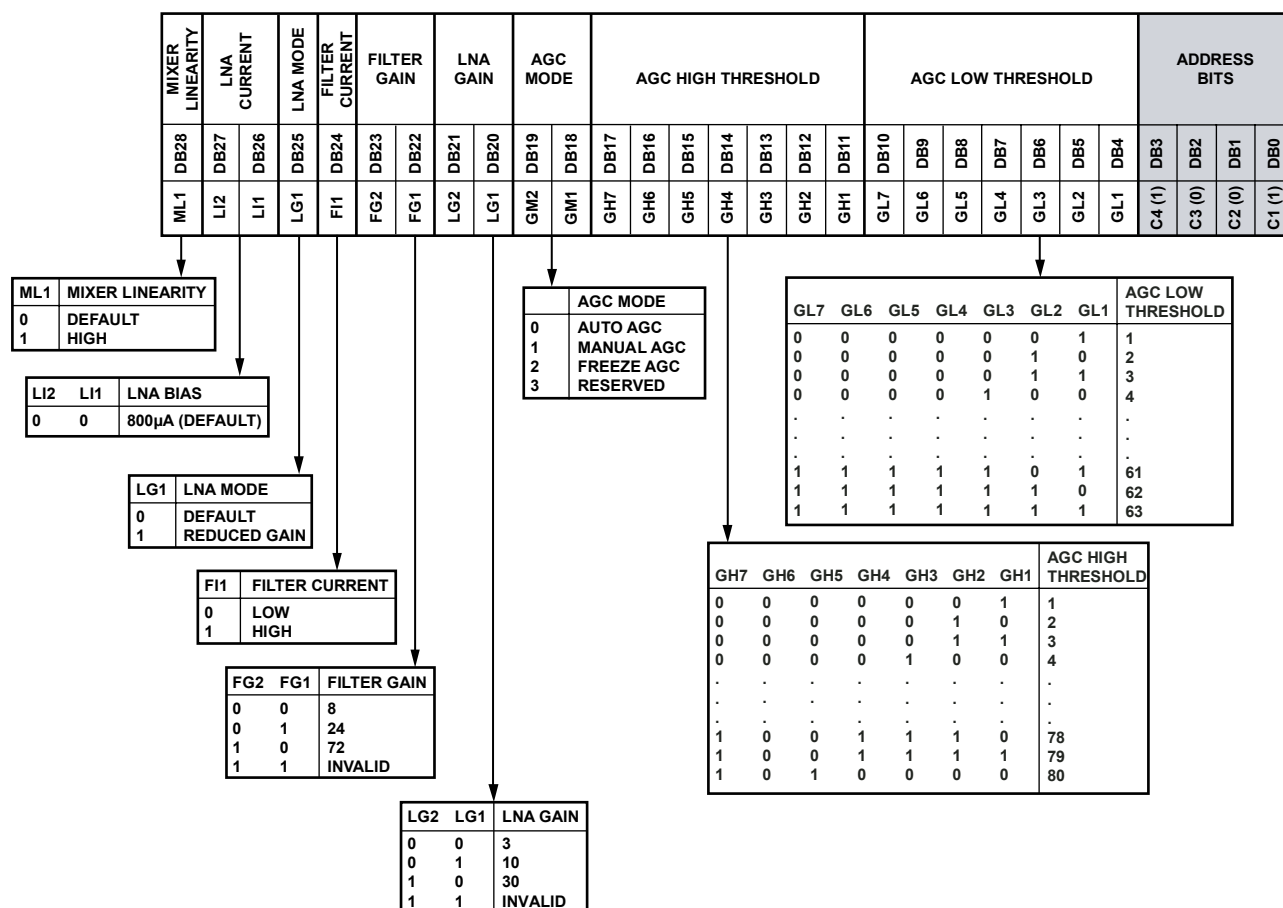 MIXER LINEARITY
LNA CURRENT
LNA MODE
FILTER CURRENT
FILTER GAIN
LNA GAIN
AGC MODE
AGC HIGH THRESHOLD
AGC LOW THRESHOLD
ADDRESS BITS
DB28 DB27 DB26 DB25 DB24 DB23 DB22 DB21 DB20 DB19 DB18 DB17 DB16 DB15 DB14 DB13 DB12 DB11 DB10 DB9 DB8 DB7 DB6 DB5 DB4 DB3 DB2 DB1 DB0
ML1 LI2 LI1 LG1 FI1 FG2 FG1 LG2 LG1 GM2 GM1 GH7 GH6 GH5 GH4 GH3 GH2 GH1 GL7 GL6 GL5 GL4 GL3 GL2 GL1 C4 (1) C3 (0) C2 (0) C1 (1)
ML1 MIXER LINEARITY
0 DEFAULT
1 HIGH
LI2 LI1 LNA BIAS
0 0 800µA (DEFAULT)
LG1 LNA MODE
0 DEFAULT
1 REDUCED GAIN
FI1 FILTER CURRENT
0 LOW
1 HIGH
FG2 FG1 FILTER GAIN
0 0 8
0 1 24
1 0 72
1 1 INVALID
LG2 LG1 LNA GAIN
0 0 3
0 1 10
1 0 30
1 1 INVALID
AGC MODE
0 AUTO AGC
1 MANUAL AGC
2 FREEZE AGC
3 RESERVED
GL7 GL6 GL5 GL4 GL3 GL2 GL1 AGC LOW THRESHOLD
0 0 0 0 0 0 1 1
0 0 0 0 0 1 0 2
0 0 0 0 0 1 1 3
0 0 0 0 1 0 0 4
. . . . . . . .
. . . . . . . .
. . . . . . . .
1 1 1 1 1 0 1 61
1 1 1 1 1 1 0 62
1 1 1 1 1 1 1 63
GH7 GH6 GH5 GH4 GH3 GH2 GH1 AGC HIGH THRESHOLD
0 0 0 0 0 0 1 1
0 0 0 0 0 1 0 2
0 0 0 0 0 1 1 3
0 0 0 0 1 0 0 4
. . . . . . . .
. . . . . . . .
. . . . . . . .
1 0 0 1 1 1 0 78
1 0 0 1 1 1 1 79
1 0 1 0 0 0 0 80